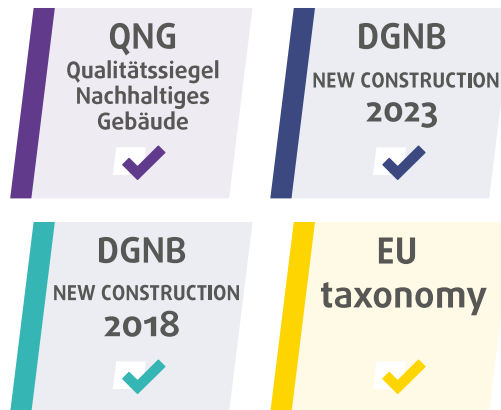 QNG
Qualitätssiegel
Nachhaltiges
Gebäude
DGNB
NEW CONSTRUCTION
2023
DGNB
NEW CONSTRUCTION
2018
EU
taxonomy